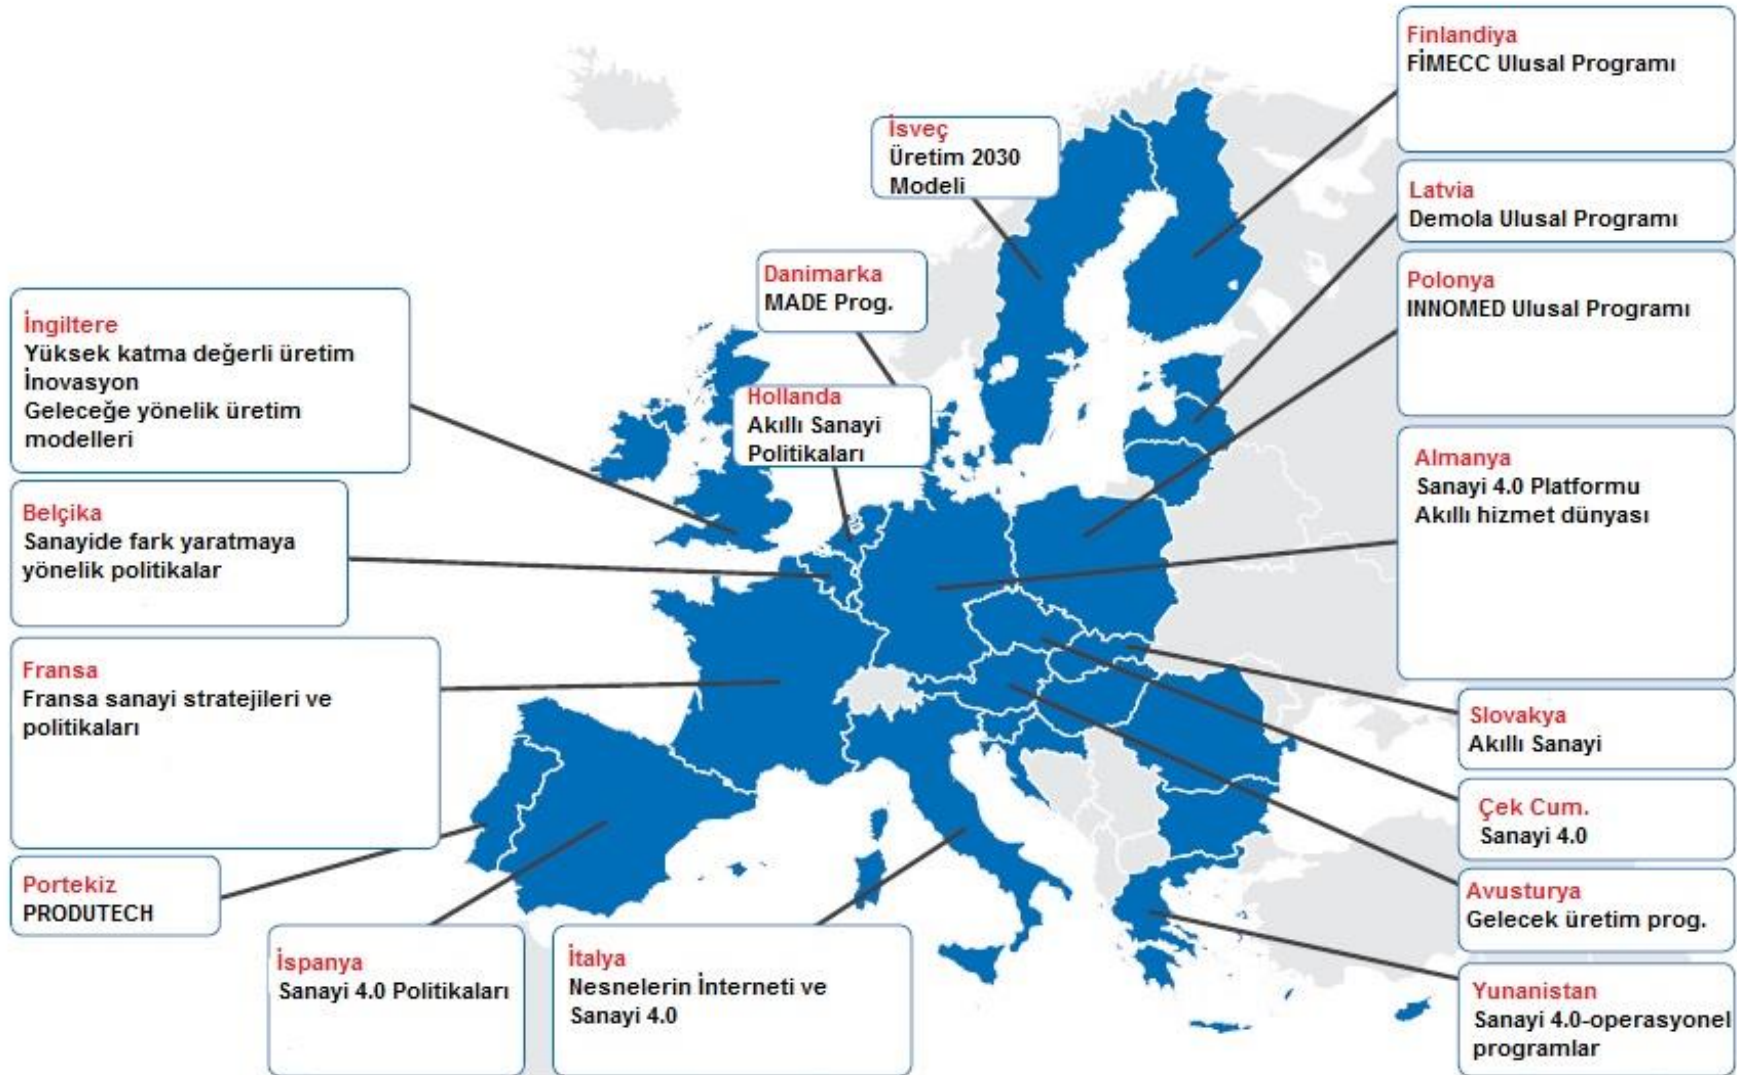 Finlandiya
FİMECC Ulusal Programı
İsveç
Üretim 2030
Modeli
Latvia
Demola Ulusal Programı
Danimarka
MADE Prog.
Polonya
INNOMED Ulusal Programı
İngiltere
Yüksek katma değerli üretim
İnovasyon
Geleceğe yönelik üretim
modelleri
Hollanda
Akıllı Sanayi
Politikaları
Almanya
Sanayi 4.0 Platformu
Akıllı hizmet dünyası
Belçika
Sanayide fark yaratmaya
yönelik politikalar
Fransa
Fransa sanayi stratejileri ve
politikaları
Slovakya
Akıllı Sanayi
Çek Cum.
Sanayi 4.0
Portekiz
PRODUTECH
Avusturya
Gelecek üretim prog.
İspanya
Sanayi 4.0 Politikaları
İtalya
Nesnelerin İnterneti ve
Sanayi 4.0
Yunanistan
Sanayi 4.0-operasyonel
programlar